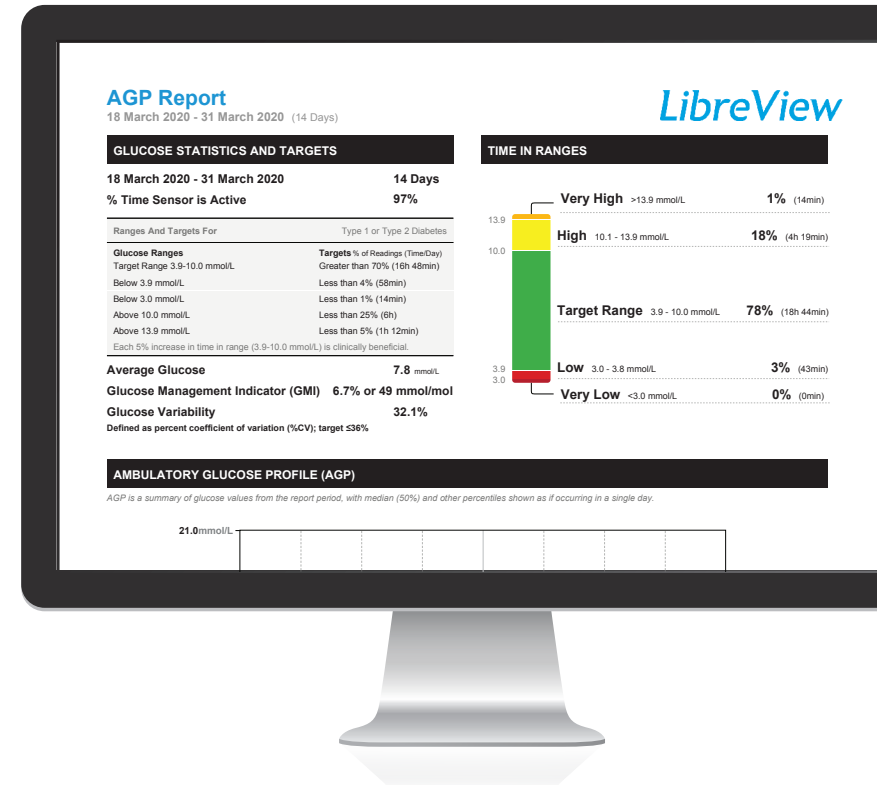 AGP Report
LibreView
18 March 2020 - 31 March 2020 (14 Days)
GLUCOSE STATISTICS AND TARGETS
18 March 2020 - 31 March 2020 14 Days
% Time Sensor is Active 97%
Ranges And Targets For Type 1 or Type 2 Diabetes
Glucose Ranges Targets % of Readings (Time/Day)
Target Range 3.9-10.0 mmol/L Greater than 70% (16h 48min)
Below 3.9 mmol/L Less than 4% (58min)
Below 3.0 mmol/L Less than 1% (14min)
Above 10.0 mmol/L Less than 25% (6h)
Above 13.9 mmol/L Less than 5% (1h 12min)
Each 5% increase in time in range (3.9-10.0 mmol/L) is clinically beneficial.
Average Glucose 7.8 mmol/L
Glucose Management Indicator (GMI) 6.7% or 49 mmol/mol
Glucose Variability 32.1%
Defined as percent coefficient of variation (%CV); target ≤36%
TIME IN RANGES
Very High >13.9 mmol/L 1% (14min)
13.9
High 10.1 - 13.9 mmol/L 18% (4h 19min)
10.0
Target Range 3.9 - 10.0 mmol/L 78% (18h 44min)
3.9
Low 3.0 - 3.8 mmol/L 3% (43min)
3.0
Very Low <3.0 mmol/L 0% (0min)
AMBULATORY GLUCOSE PROFILE (AGP)
AGP is a summary of glucose values from the report period, with median (50%) and other percentiles shown as if occurring in a single day.
21.0mmol/L